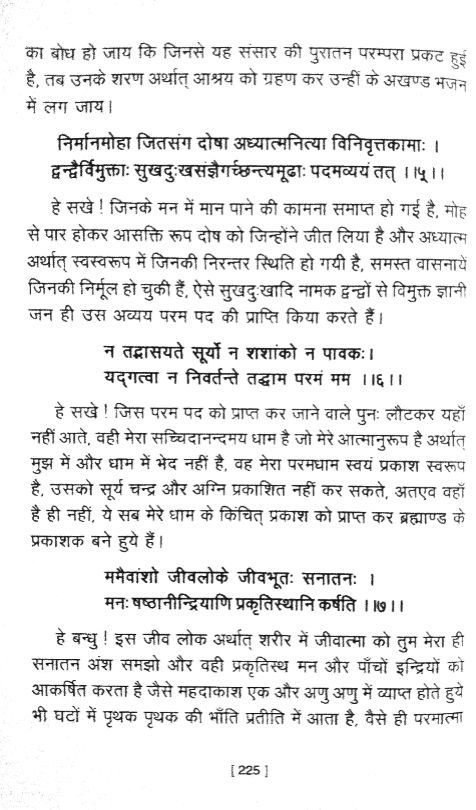 का बोध हो जाय कि जिनसे यह संसार की पुरातन परम्परा प्रकट हुई
है, तब उनके शरण अर्थात् आश्रय को ग्रहण कर उन्हीं के अखण्ड भजन
में लग जाय।
निर्मानमोहा जितसंग दोषा अध्यात्मनित्या विनिवृत्तकामाः ।
द्वन्द्वैर्विमुक्ताः सुखदुःखसंज्ञैगर्च्छन्त्यमूढाः पदमव्ययं तत् ।।५।।
हे सखे ! जिनके मन में मान पाने की कामना समाप्त हो गई है, मोह
से पार होकर आसक्ति रूप दोष को जिन्होंने जीत लिया है और अध्यात्म
अर्थात् स्वस्वरूप में जिनकी निरन्तर स्थिति हो गयी है, समस्त वासनायें
जिनकी निर्मूल हो चुकी हैं, ऐसे सुखदुःखादि नामक द्वन्द्वों से विमुक्त ज्ञानी
जन ही उस अव्यय परम पद की प्राप्ति किया करते हैं।
न तद्भासयते सूर्यो न शशांको न पावकः।
यद्गत्वा न निवर्तन्ते तद्धाम परमं मम ।।६।।
हे सखे ! जिस परम पद को प्राप्त कर जाने वाले पुनः लौटकर यहाँ
नहीं आते, वही मेरा सच्चिदानन्दमय धाम है जो मेरे आत्मानुरूप है अर्थात्
मुझ में और धाम में भेद नहीं है, वह मेरा परमधाम स्वयं प्रकाश स्वरूप
है, उसको सूर्य चन्द्र और अग्नि प्रकाशित नहीं कर सकते, अतएव वहाँ
है ही नहीं, ये सब मेरे धाम के किंचित् प्रकाश को प्राप्त कर ब्रह्माण्ड के
प्रकाशक बने हुये हैं।
ममैवांशो जीवलोके जीवभूतः सनातनः ।
मनः षष्ठानीन्द्रियाणि प्रकृतिस्थानि कर्षति ।।७।।
हे बन्धु ! इस जीव लोक अर्थात् शरीर में जीवात्मा को तुम मेरा ही
सनातन अंश समझो और वही प्रकृतिस्थ मन और पाँचों इन्द्रियों को
आकर्षित करता है जैसे महदाकाश एक और अणु अणु में व्याप्त होते हुये
भी घटों में पृथक पृथक की भाँति प्रतीति में आता है, वैसे ही परमात्मा
[ 225 ]